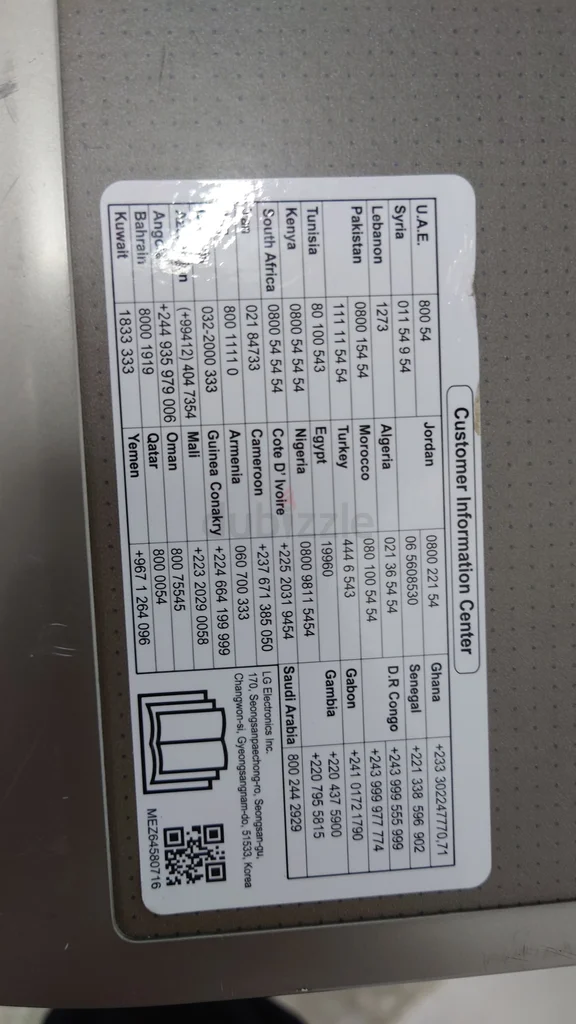 Customer Information Center
U.A.E. 800 54
Syria 011 54 9 54
Lebanon 1273
Pakistan 0800 154 54
111 11 54 54
Tunisia 80 100 543
Kenya 0800 54 54 54
South Africa 0800 54 54 54
021 84733
800 1111 0
032-2000 333
(+99412) 404 7354
+244 935 979 006
Bahrain 8000 1919
Kuwait 1833 333
Jordan 0800 221 54
06 5608530
Algeria 021 36 54 54
Morocco 080 100 54 54
Turkey 444 6 543
Egypt 19960
Nigeria 0800 9811 5454
Cote D' Ivoire +225 2031 9454
Cameroon +237 671 385 050
Armenia 060 700 333
Guinea Conakry +224 664 199 999
Mali +223 2029 0058
Oman 800 75545
Qatar 800 0054
Yemen +967 1 264 096
Ghana +233 302247770,71
Senegal +221 338 596 902
D.R Congo +243 999 555 999
+243 999 977 774
Gabon +241 0172 1790
Gambia +220 437 5900
+220 795 5815
Saudi Arabia 800 244 2929
LG Electronics Inc.
170, Seongsanpaechong-ro, Seongsan-gu,
Changwon-si, Gyeongsangnam-do, 51533, Korea
MEZ64580716
dubizzle